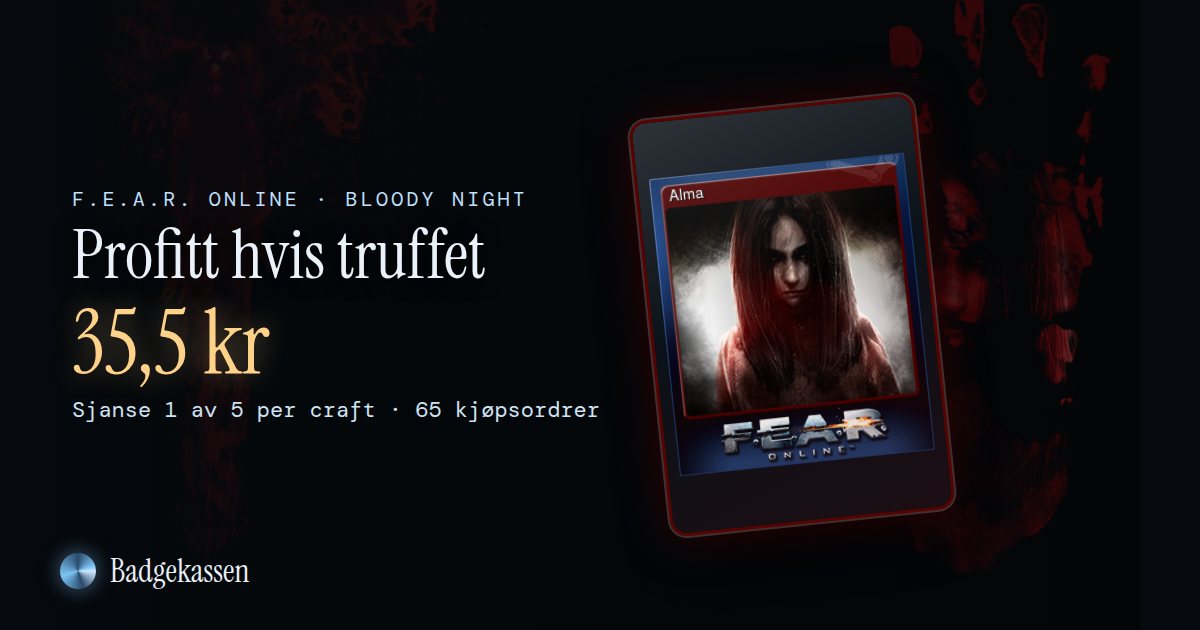 F.E.A.R. ONLINE · BLOODY NIGHT
Profitt hvis truffet
35,5 kr
Sjanse 1 av 5 per craft · 65 kjøpsordrer
Alma
F.E.A.R.
ONLINE
Badgekassen